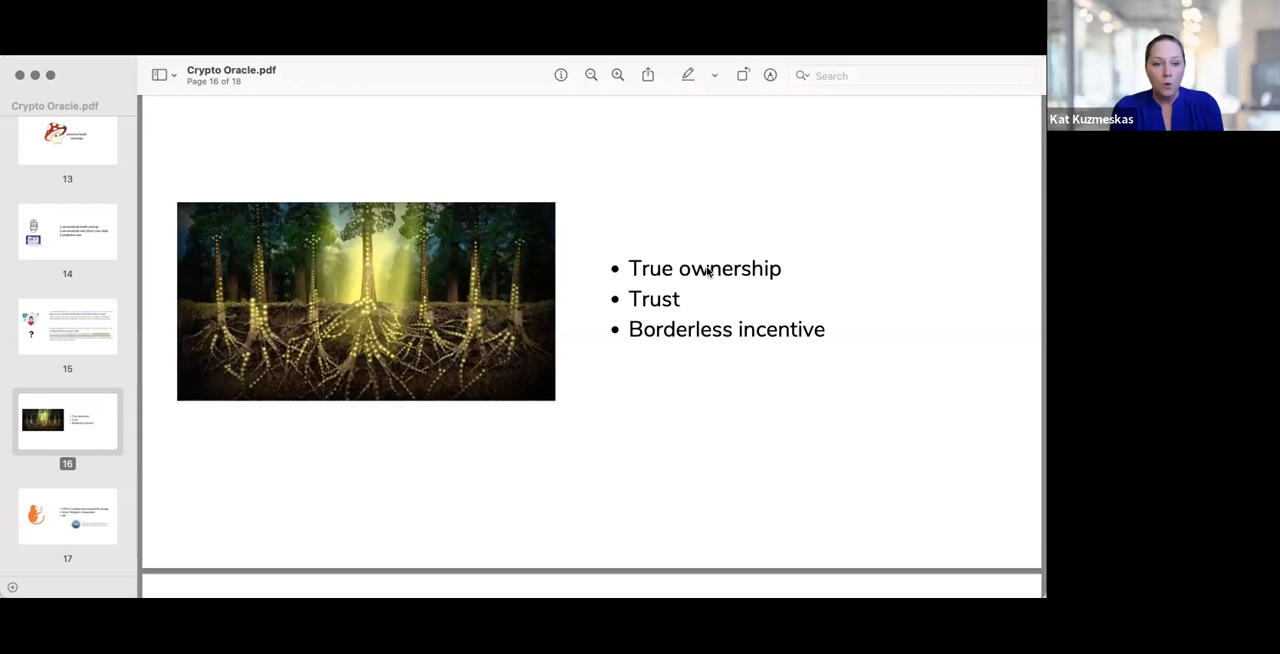 Crypto Oracle.pdf
Page 16 of 18
Search
Kat Kuzmeskas
Crypto Oracle.pdf
13
14
?
15
True ownership
Trust
Borderless incentive
16
17